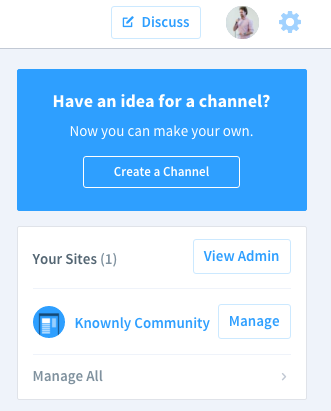 Discuss
Have an idea for a channel?
Now you can make your own.
Create a Channel
Your Sites (1)
View Admin
Knownly Community
Manage
Manage All